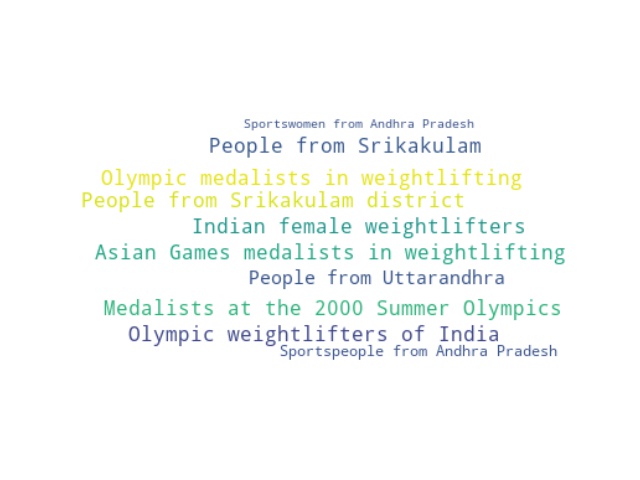 Sportswomen from Andhra Pradesh
People from Srikakulam
Olympic medalists in weightlifting
People from Srikakulam district
Indian female weightlifters
Asian Games medalists in weightlifting
People from Uttarandhra
Medalists at the 2000 Summer Olympics
Olympic weightlifters of India
Sportspeople from Andhra Pradesh